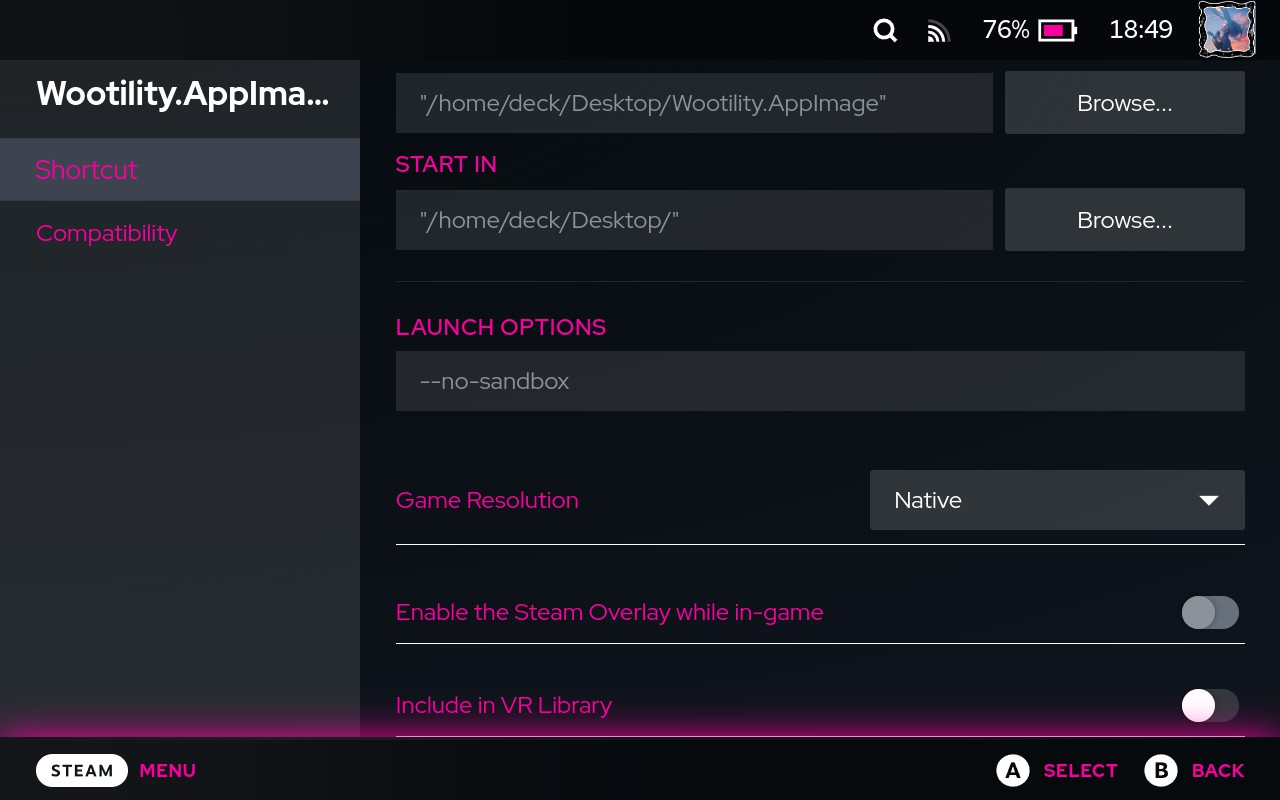 76% 18:49
Wootility.AppIma...
"/home/deck/Desktop/Wootility.AppImage" Browse...
Shortcut
START IN
Compatibility
"/home/deck/Desktop/" Browse...
LAUNCH OPTIONS
--no-sandbox
Game Resolution Native
Enable the Steam Overlay while in-game
Include in VR Library
STEAM MENU A SELECT B BACK